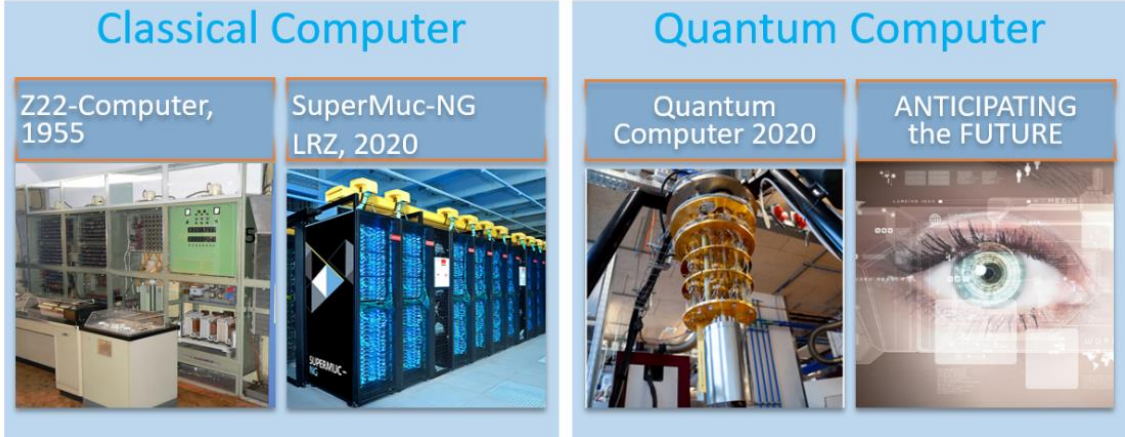 Classical Computer
Quantum Computer
Z22-Computer,
1955
SuperMuc-NG
LRZ, 2020
Quantum
Computer 2020
ANTICIPATING
the FUTURE
SUPERMUC-
NG